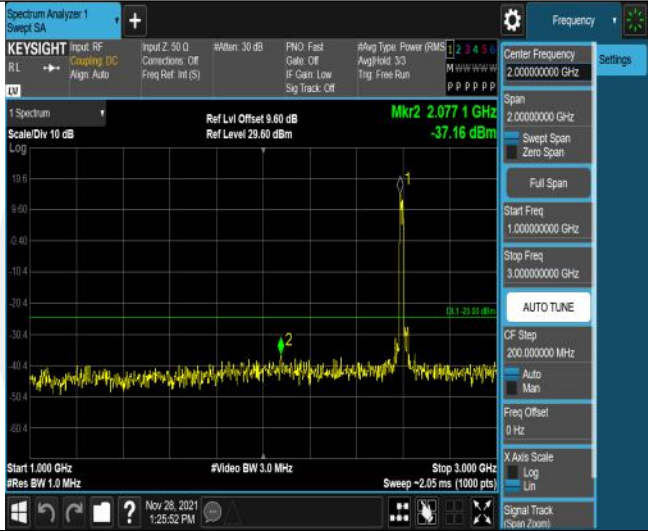 Spectrum Analyzer 1
Swept SA
+
Frequency
KEYSIGHT Input: RF
RL
Coupling: DC
Align: Auto
LV
Input Z: 50 Ω
Corrections: Off
Freq Ref: Int (S)
#Atten: 30 dB
PNO: Fast
Gate: Off
IF Gain: Low
Sig Track: Off
#Avg Type: Power (RMS
Avg|Hold: 3/3
Trig: Free Run
1 2 3 4 5 6
M W W W W W
P P P P P P
Center Frequency
2.000000000 GHz
Settings
Span
2.00000000 GHz
Swept Span
Zero Span
Full Span
Start Freq
1.000000000 GHz
Stop Freq
3.000000000 GHz
AUTO TUNE
CF Step
200.000000 MHz
Auto
Man
Freq Offset
0 Hz
X Axis Scale
Log
Lin
Signal Track
(Span Zoom)
1 Spectrum
Scale/Div 10 dB
Log
Ref Lvl Offset 9.60 dB
Ref Level 29.60 dBm
Mkr2 2.077 1 GHz
-37.16 dBm
19.6
9.60
-0.40
-10.4
-20.4
-30.4
-40.4
-50.4
-60.4
1
DL1 -25.00 dBm
2
Start 1.000 GHz
#Res BW 1.0 MHz
#Video BW 3.0 MHz
Stop 3.000 GHz
Sweep ~2.05 ms (1000 pts)
?
Nov 28, 2021
1:25:52 PM